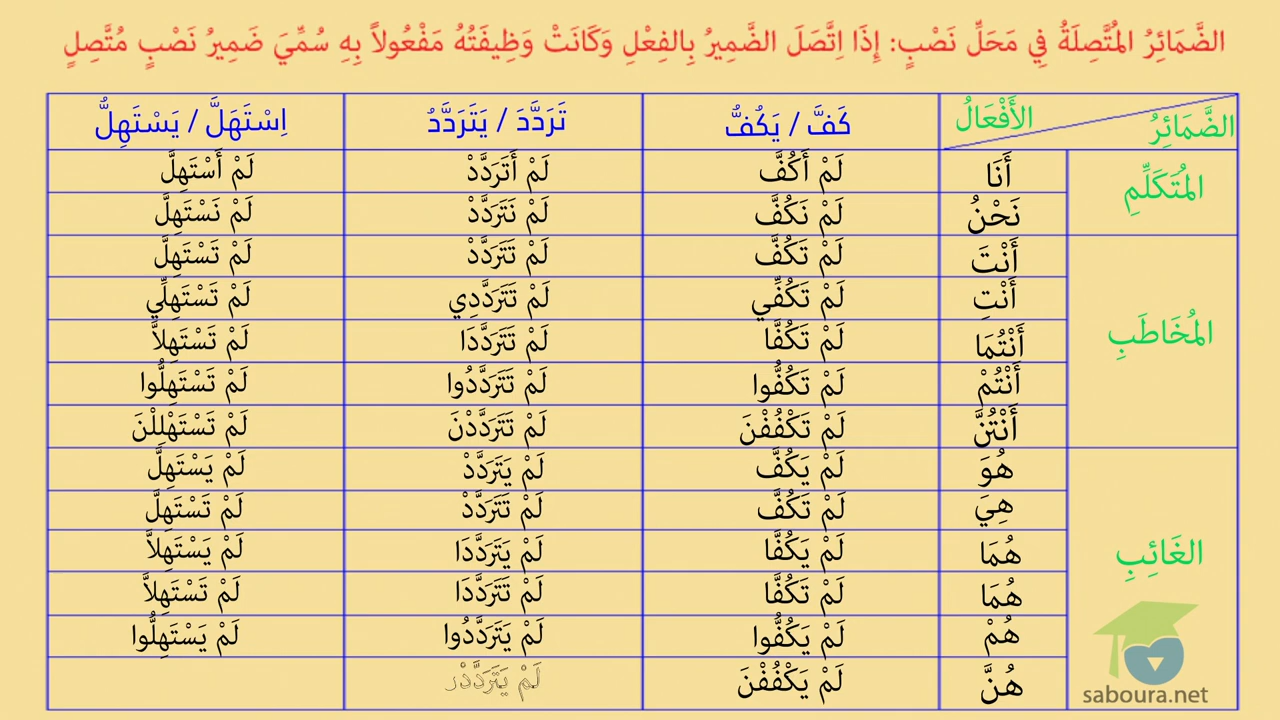 الضَّمَائِرُ المُتَّصِلَةُ فِي مَحَلِّ نَصْبٍ: إِذَا اِتَّصَلَ الضَّمِيرُ بِالفِعْلِ وَكَانَتْ وَظِيفَتُهُ مَفْعُولاً بِهِ سُمِّيَ ضَمِيرُ نَصْبٍ مُتَّصِلٍ
الضَّمَائِرُ الأَفْعَالُ كَفَّ / يَكُفُّ تَرَدَّدَ / يَتَرَدَّدُ اِسْتَهَلَّ / يَسْتَهِلُّ
المُتَكَلِّمِ أَنَا لَمْ أَكُفَّ لَمْ أَتَرَدَّدْ لَمْ أَسْتَهِلَّ
نَحْنُ لَمْ نَكُفَّ لَمْ نَتَرَدَّدْ لَمْ نَسْتَهِلَّ
المُخَاطَبِ أَنْتَ لَمْ تَكُفَّ لَمْ تَتَرَدَّدْ لَمْ تَسْتَهِلَّ
أَنْتِ لَمْ تَكُفِّي لَمْ تَتَرَدَّدِي لَمْ تَسْتَهِلِّي
أَنْتُمَا لَمْ تَكُفَّا لَمْ تَتَرَدَّدَا لَمْ تَسْتَهِلاَّ
أَنْتُمْ لَمْ تَكُفُّوا لَمْ تَتَرَدَّدُوا لَمْ تَسْتَهِلُّوا
أَنْتُنَّ لَمْ تَكْفُفْنَ لَمْ تَتَرَدَّدْنَ لَمْ تَسْتَهْلِلْنَ
الغَائِبِ هُوَ لَمْ يَكُفَّ لَمْ يَتَرَدَّدْ لَمْ يَسْتَهِلَّ
هِيَ لَمْ تَكُفَّ لَمْ تَتَرَدَّدْ لَمْ تَسْتَهِلَّ
هُمَا لَمْ يَكُفَّا لَمْ يَتَرَدَّدَا لَمْ يَسْتَهِلاَّ
هُمَا لَمْ تَكُفَّا لَمْ تَتَرَدَّدَا لَمْ تَسْتَهِلاَّ
هُمْ لَمْ يَكُفُّوا لَمْ يَتَرَدَّدُوا لَمْ يَسْتَهِلُّوا
هُنَّ لَمْ يَكْفُفْنَ لَمْ
saboura.net